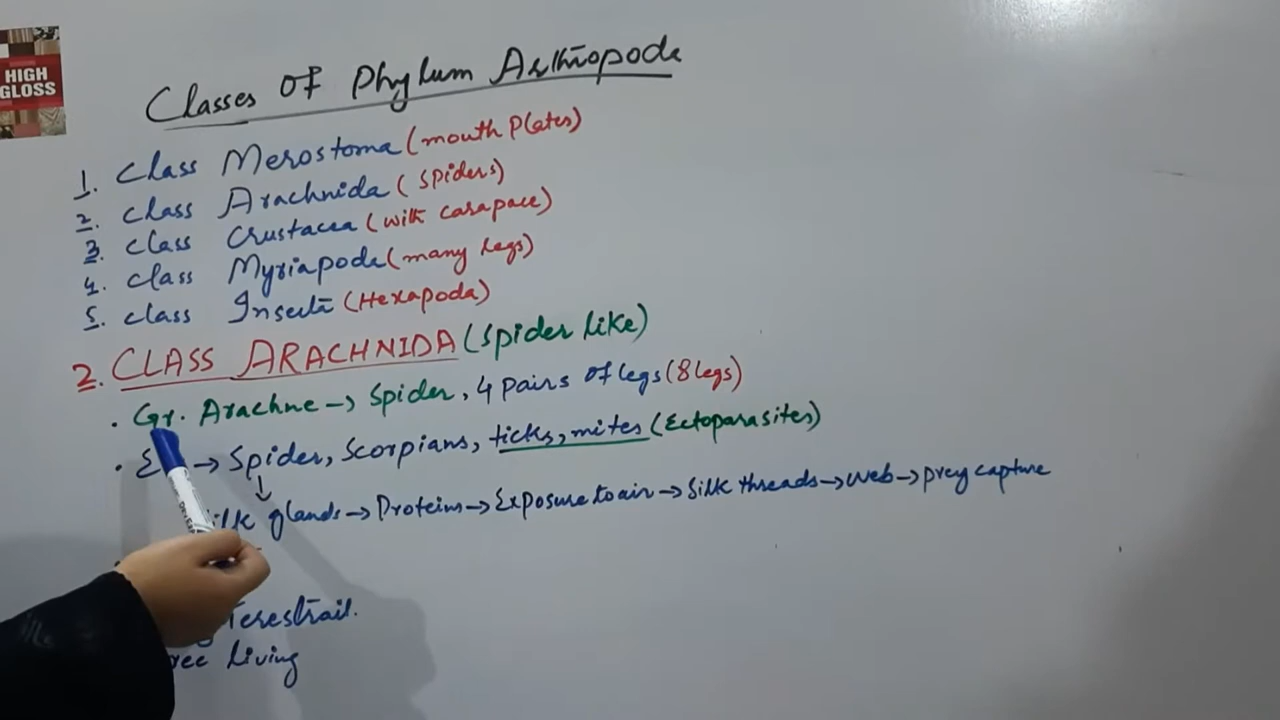 HIGH
GLOSS
Classes Of Phylum Arthropoda
1. Class Merostoma (mouth Plates)
2. Class Arachnida (spiders)
3. Class Crustacea (with carapace)
4. Class Myriapoda (many legs)
5. class Insecta (Hexapoda)
2. CLASS ARACHNIDA (Spider like)
. Gr. Arachne → Spider, 4 pairs of legs (8 legs)
. → Spider, Scorpians, ticks, mites (Ectoparasites)
↓
glands → Proteins → Exposure to air → Silk threads → web → prey capture
Terestrail.
Living